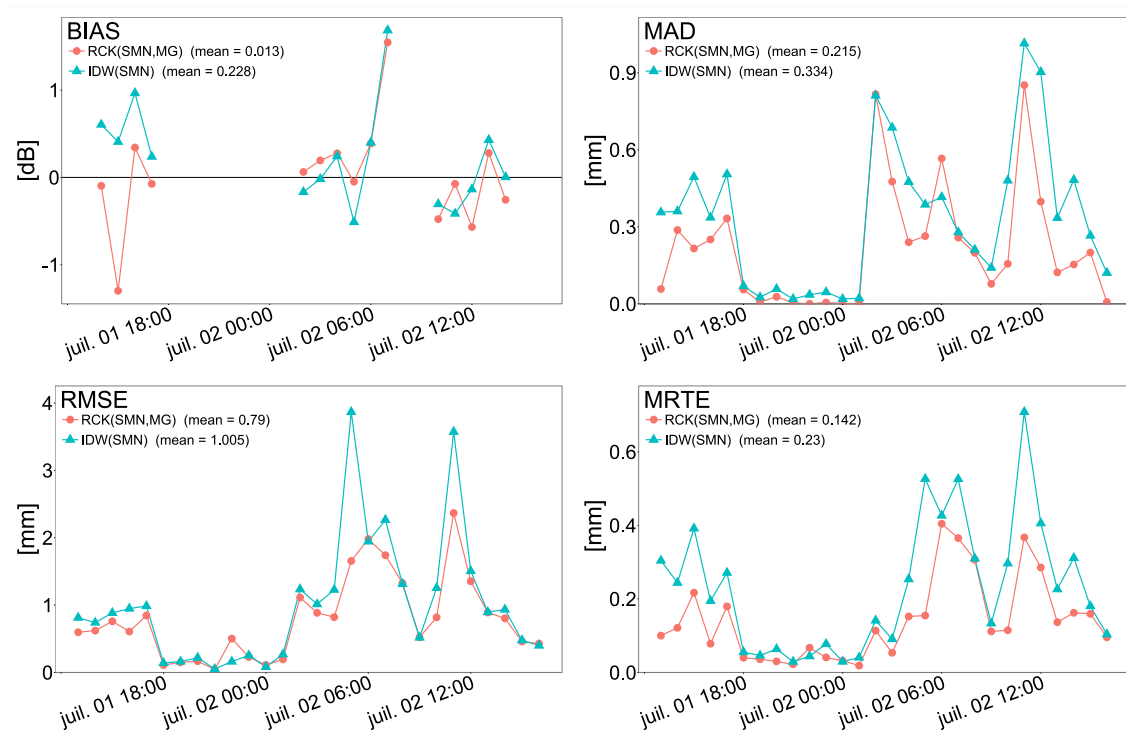 BIAS
RCK(SMN,MG) (mean = 0.013)
IDW(SMN) (mean = 0.228)
[dB]
1
0
-1
juil. 01 18:00
juil. 02 00:00
juil. 02 06:00
juil. 02 12:00
MAD
RCK(SMN,MG) (mean = 0.215)
IDW(SMN) (mean = 0.334)
[mm]
0.9
0.6
0.3
0.0
juil. 01 18:00
juil. 02 00:00
juil. 02 06:00
juil. 02 12:00
RMSE
RCK(SMN,MG) (mean = 0.79)
IDW(SMN) (mean = 1.005)
[mm]
4
3
2
1
0
juil. 01 18:00
juil. 02 00:00
juil. 02 06:00
juil. 02 12:00
MRTE
RCK(SMN,MG) (mean = 0.142)
IDW(SMN) (mean = 0.23)
[mm]
0.6
0.4
0.2
0.0
juil. 01 18:00
juil. 02 00:00
juil. 02 06:00
juil. 02 12:00